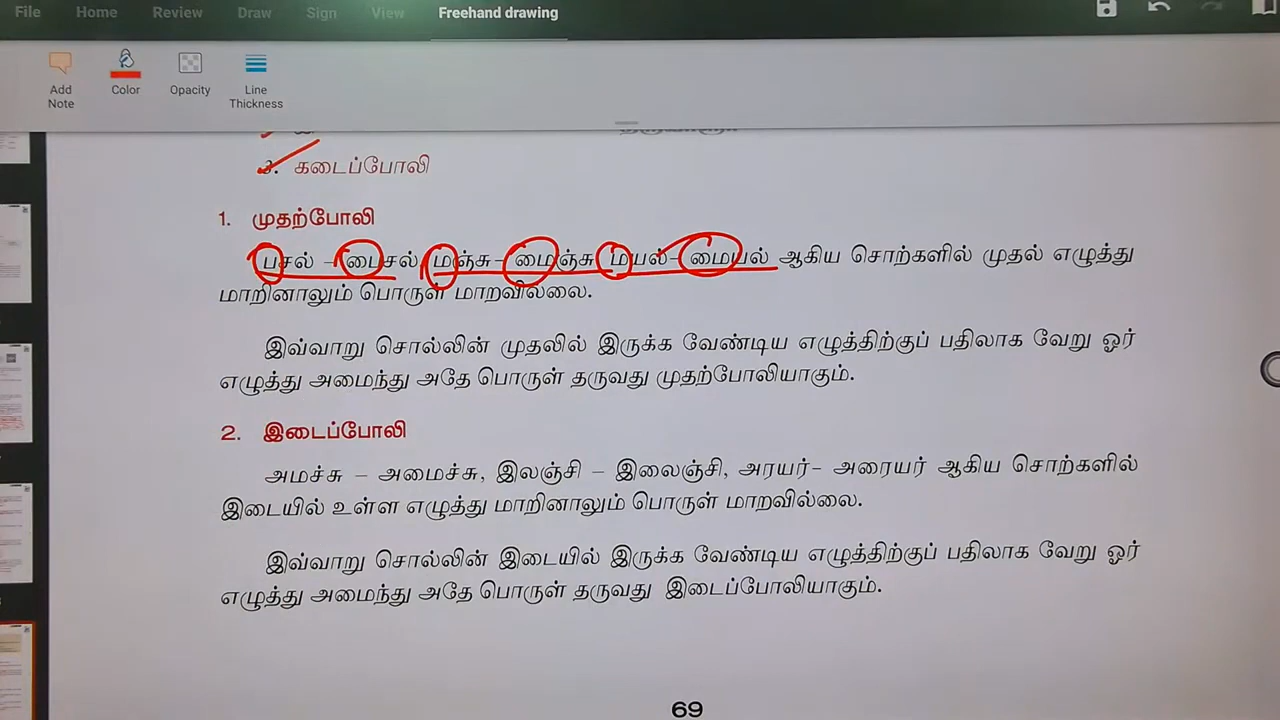 File Home Review Draw Sign View Freehand drawing
Add Note Color Opacity Line Thickness
3. கடைப்போலி
1. முதற்போலி
பசல் – பைசல் மஞ்சு– மைஞ்சு மயல்– மையல் ஆகிய சொற்களில் முதல் எழுத்து
மாறினாலும் பொருள் மாறவில்லை.
இவ்வாறு சொல்லின் முதலில் இருக்க வேண்டிய எழுத்திற்குப் பதிலாக வேறு ஓர்
எழுத்து அமைந்து அதே பொருள் தருவது முதற்போலியாகும்.
2. இடைப்போலி
அமச்சு – அமைச்சு, இலஞ்சி – இலைஞ்சி, அரயர்– அரையர் ஆகிய சொற்களில்
இடையில் உள்ள எழுத்து மாறினாலும் பொருள் மாறவில்லை.
இவ்வாறு சொல்லின் இடையில் இருக்க வேண்டிய எழுத்திற்குப் பதிலாக வேறு ஓர்
எழுத்து அமைந்து அதே பொருள் தருவது இடைப்போலியாகும்.
69